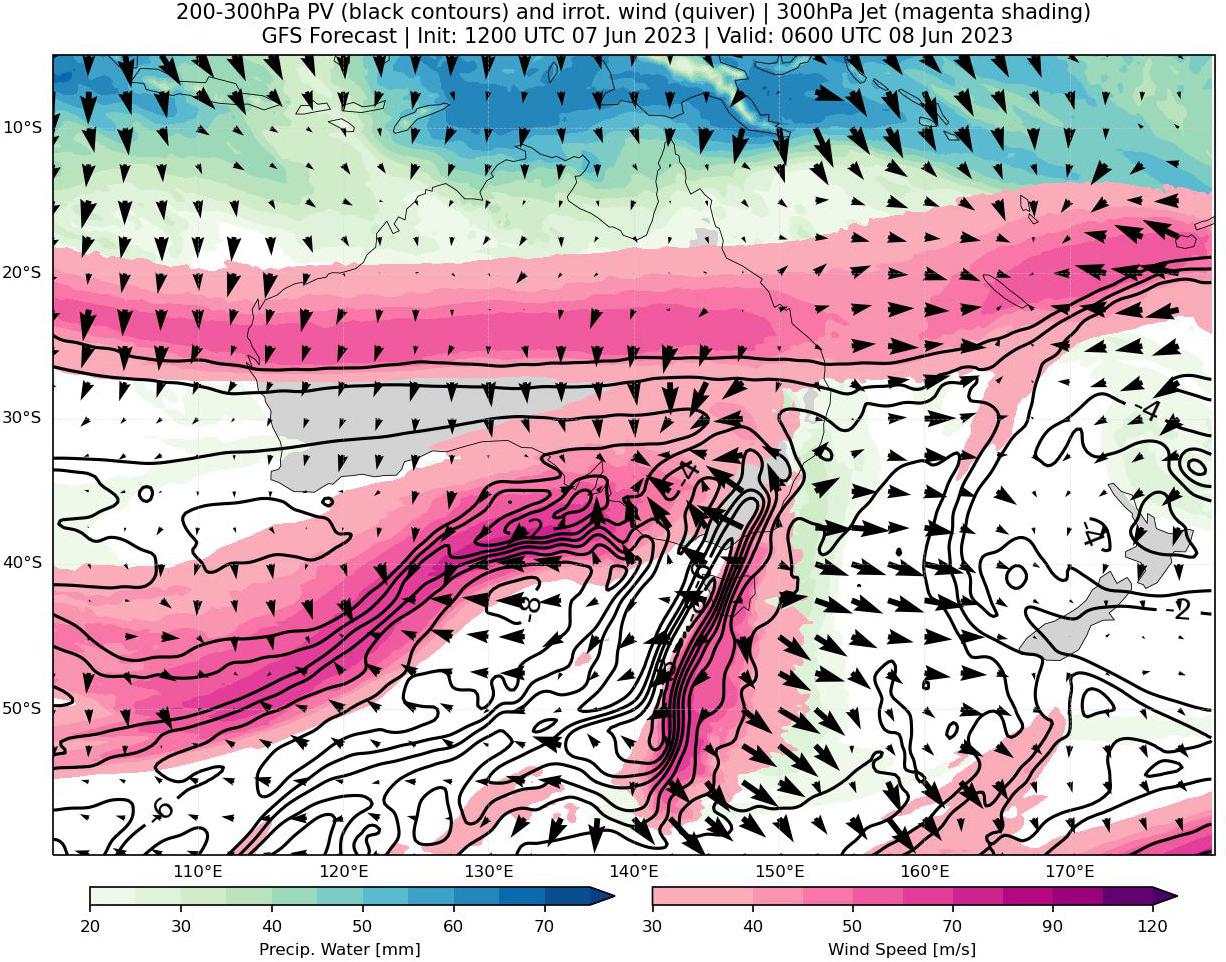 200-300hPa PV (black contours) and irrot. wind (quiver) | 300hPa Jet (magenta shading)
GFS Forecast | Init: 1200 UTC 07 Jun 2023 | Valid: 0600 UTC 08 Jun 2023
10°S
20°S
30°S
40°S
50°S
-4
-4
-4
-2
-2
-8
-6
-6
110°E
120°E
130°E
140°E
150°E
160°E
170°E
20
30
40
50
60
70
30
40
50
70
90
120
Precip. Water [mm]
Wind Speed [m/s]